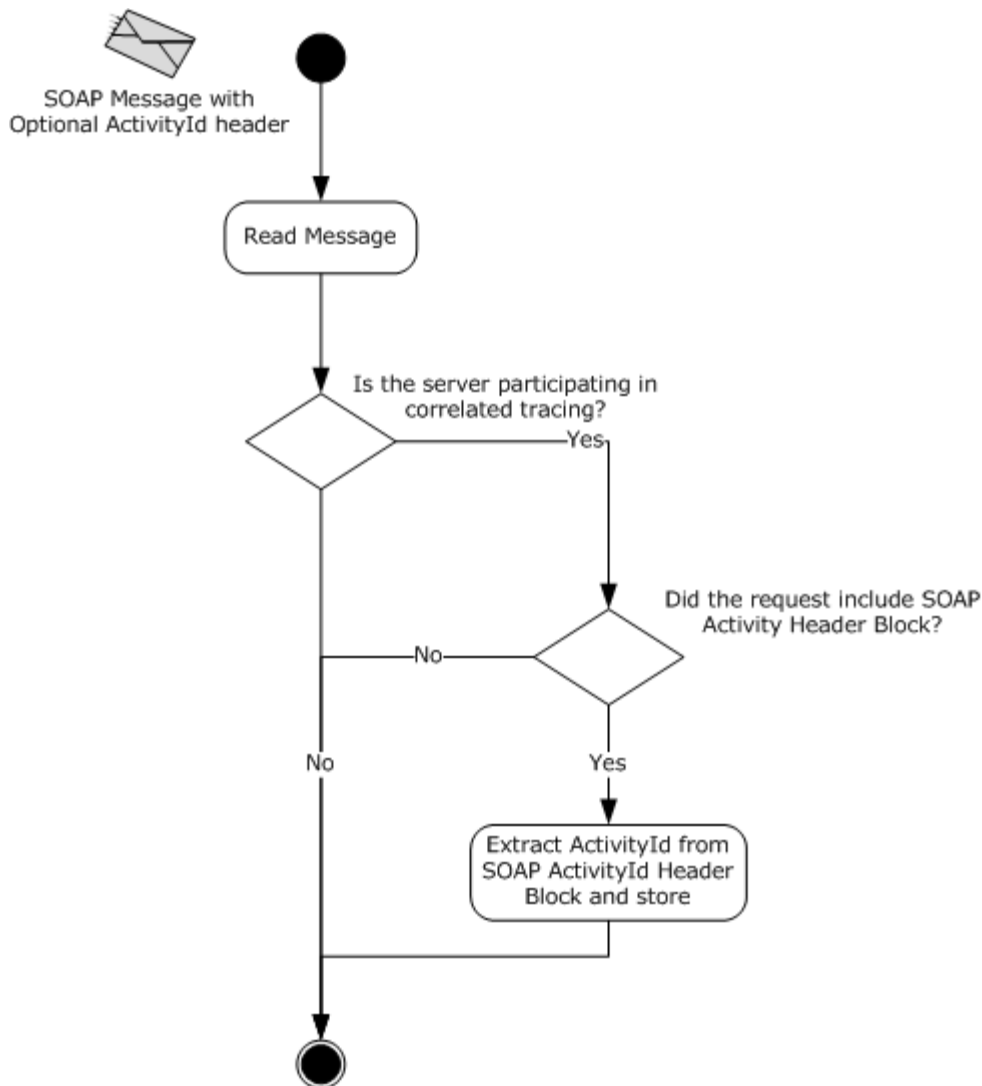 SOAP Message with
Optional ActivityId header
Read Message
Is the server participating in
correlated tracing?
Yes
Did the request include SOAP
Activity Header Block?
No
No
Yes
Extract ActivityId from
SOAP ActivityId Header
Block and store